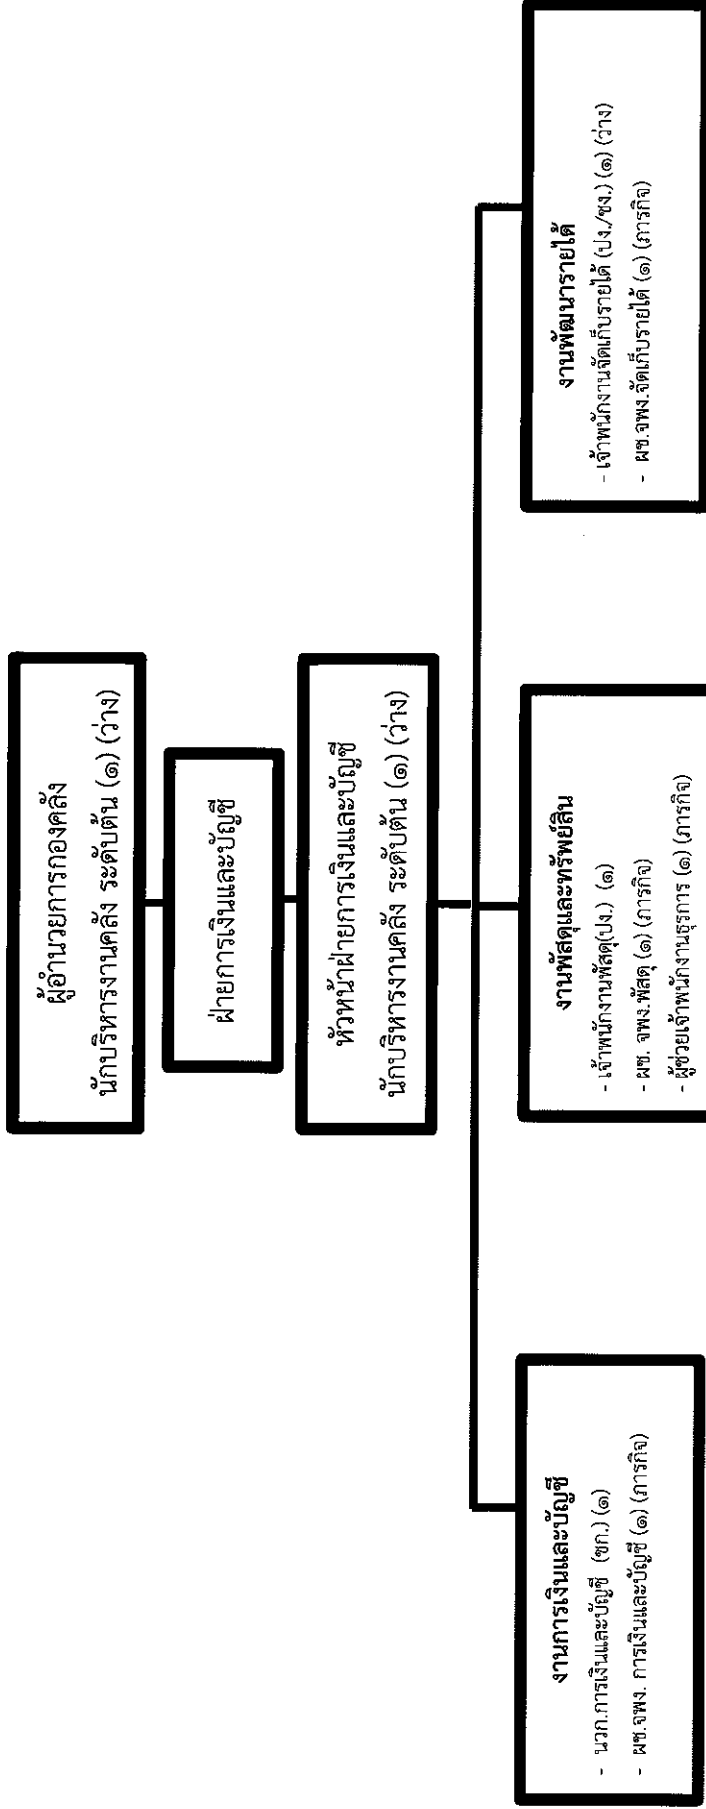 ผู้อำนวยการกองคลัง
นักบริหารงานคลัง ระดับต้น (๑) (ว่าง)
ฝ่ายการเงินและบัญชี
หัวหน้าฝ่ายการเงินและบัญชี
นักบริหารงานคลัง ระดับต้น (๑) (ว่าง)
งานการเงินและบัญชี
- นวก.การเงินและบัญชี (ชก.) (๑)
- ผช.จพง. การเงินและบัญชี (๑) (ภารกิจ)
งานพัสดุและทรัพย์สิน
- เจ้าพนักงานพัสดุ(ปง.) (๑)
- ผช. จพง.พัสดุ (๑) (ภารกิจ)
- ผู้ช่วยเจ้าพนักงานธุรการ (๑) (ภารกิจ)
งานพัฒนารายได้
- เจ้าพนักงานจัดเก็บรายได้ (ปง./ชง.) (๑) (ว่าง)
- ผช.จพง.จัดเก็บรายได้ (๑) (ภารกิจ)